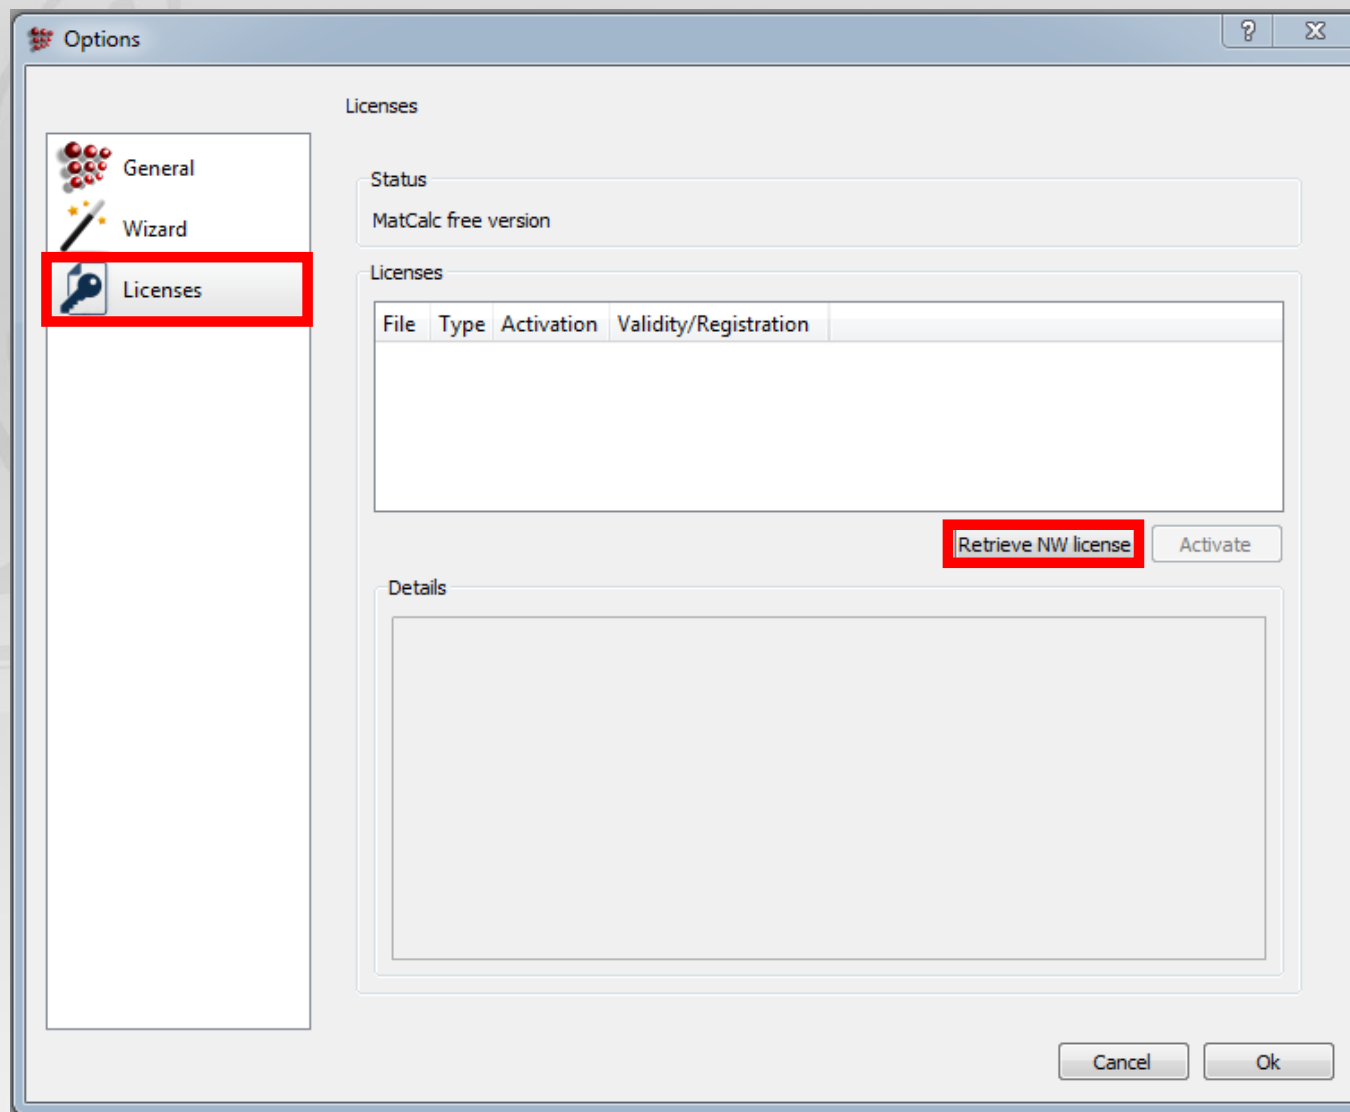 Options
Licenses
General
Wizard
Licenses
Status
MatCalc free version
Licenses
File Type Activation Validity/Registration
Retrieve NW license Activate
Details
Cancel Ok